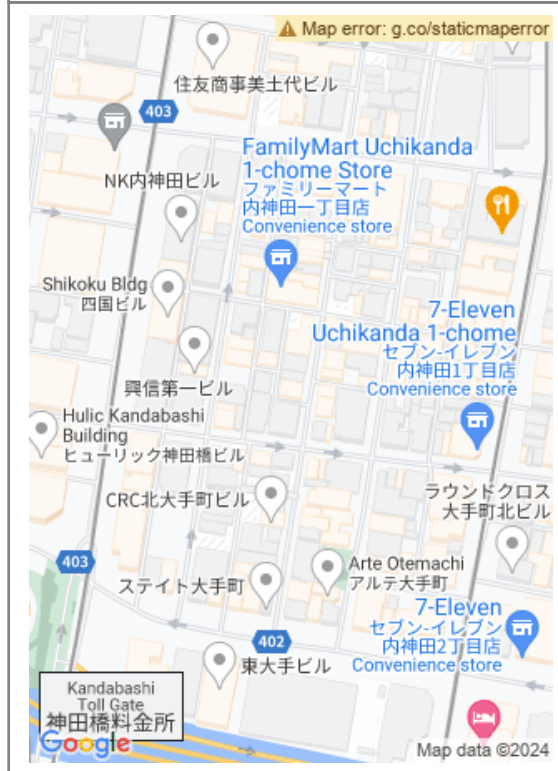 Map error: g.co/staticmaperror
住友商事美土代ビル
403
FamilyMart Uchikanda
1-chome Store
ファミリーマート
内神田一丁目店
Convenience store
NK内神田ビル
Shikoku Bldg
四国ビル
7-Eleven
Uchikanda 1-chome
セブン-イレブン
内神田1丁目店
Convenience store
興信第一ビル
Hulic Kandabashi
Building
ヒューリック神田橋ビル
CRC北大手町ビル
ラウンドクロス
大手町北ビル
403
ステイト大手町
Arte Otemachi
アルテ大手町
7-Eleven
セブン-イレブン
内神田2丁目店
Convenience store
402
東大手ビル
Kandabashi
Toll Gate
神田橋料金所
Google
Map data ©2024